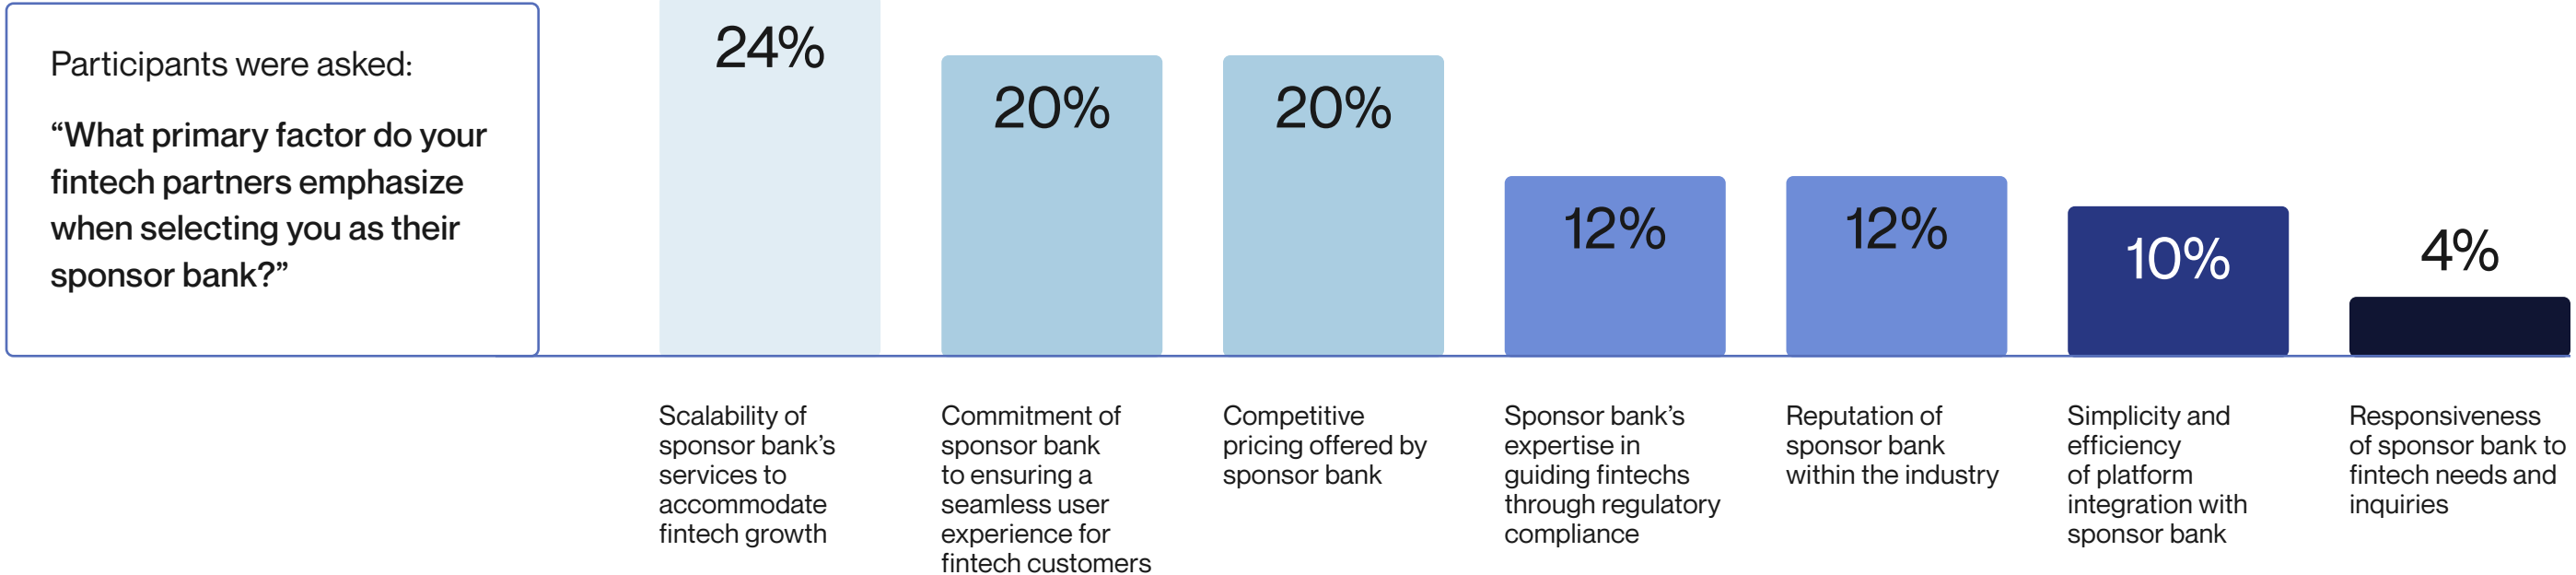 Participants were asked:
“What primary factor do your
fintech partners emphasize
when selecting you as their
sponsor bank?”
24%
20%
20%
12%
12%
10%
4%
Scalability of
sponsor bank’s
services to
accommodate
fintech growth
Commitment of
sponsor bank
to ensuring a
seamless user
experience for
fintech customers
Competitive
pricing offered by
sponsor bank
Sponsor bank’s
expertise in
guiding fintechs
through regulatory
compliance
Reputation of
sponsor bank
within the industry
Simplicity and
efficiency
of platform
integration with
sponsor bank
Responsiveness
of sponsor bank to
fintech needs and
inquiries